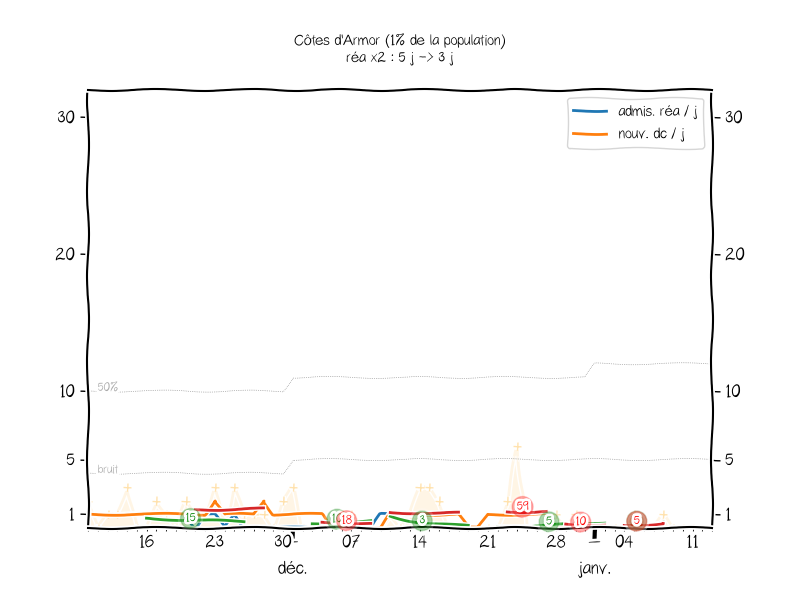 Côtes d'Armor (1% de la population)
réa x2 : 5 j -> 3 j
admis. réa / j
nouv. dc / j
30 30
20 20
50%
10 10
5 5
bruit
59
1 15 18 3 5 10 5 1
16 23 30 07 14 21 28 04 11
déc. janv.